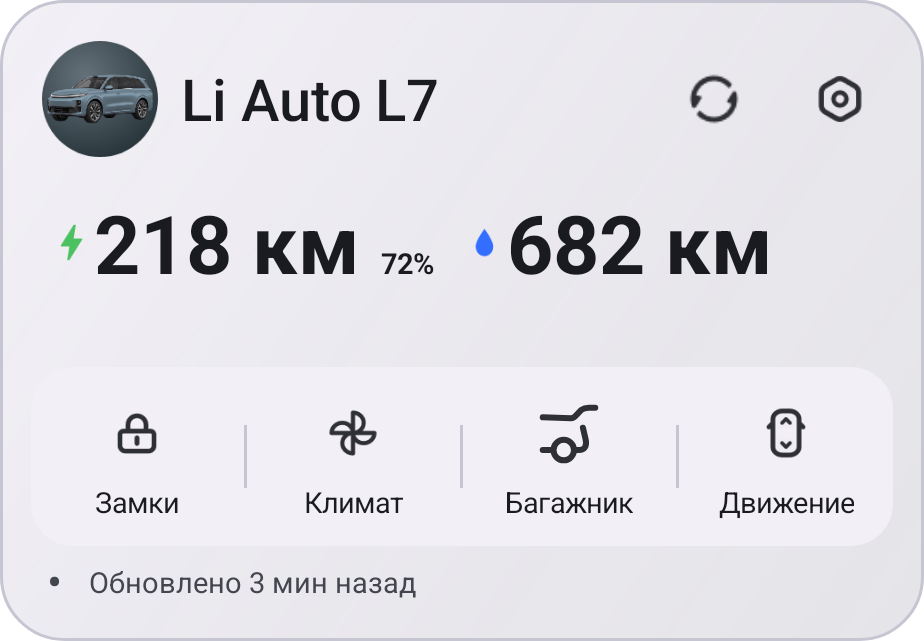 Li Auto L7
218 км 72% 682 км
Замки Климат Багажник Движение
• Обновлено 3 мин назад